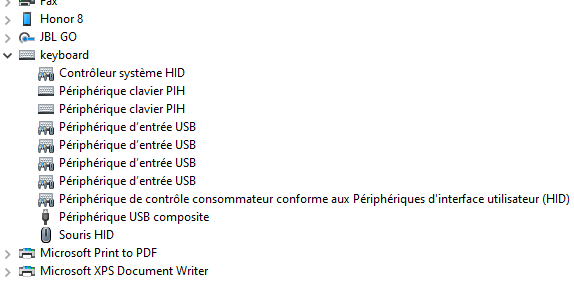 Fax
Honor 8
JBL GO
keyboard
Contrôleur système HID
Périphérique clavier PIH
Périphérique clavier PIH
Périphérique d'entrée USB
Périphérique d'entrée USB
Périphérique d'entrée USB
Périphérique d'entrée USB
Périphérique de contrôle consommateur conforme aux Périphériques d'interface utilisateur (HID)
Périphérique USB composite
Souris HID
Microsoft Print to PDF
Microsoft XPS Document Writer